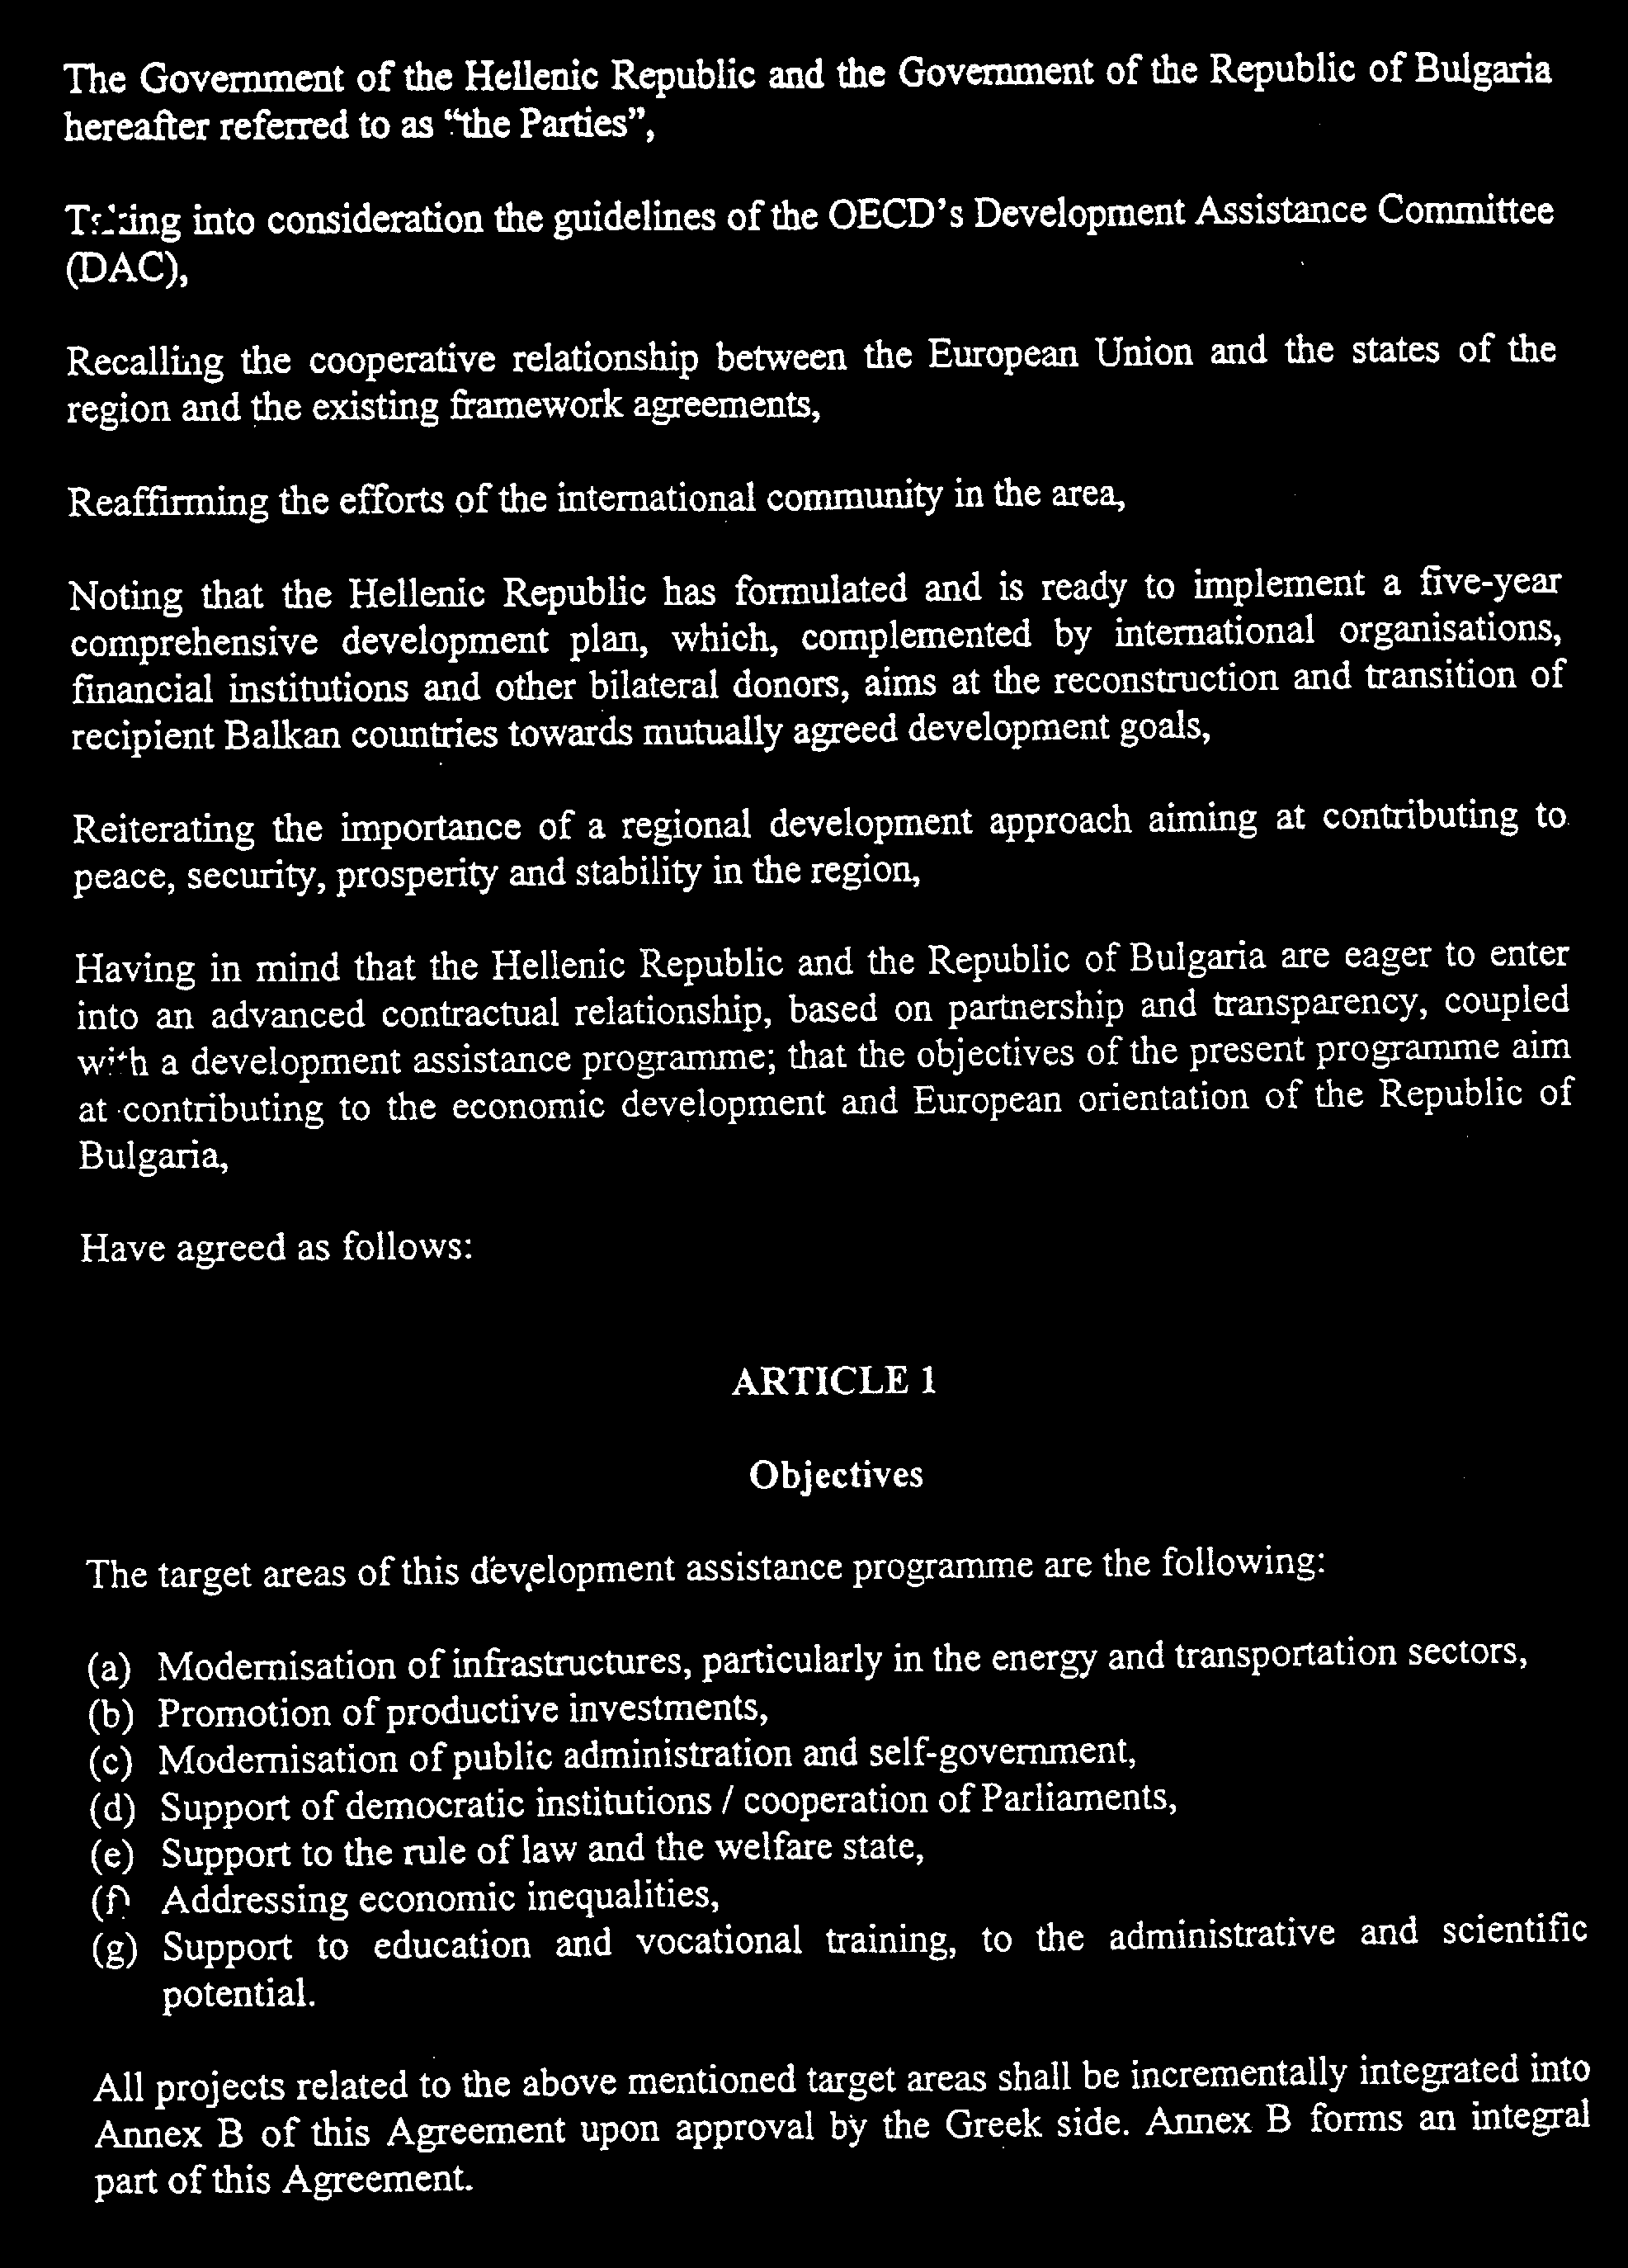 The Government of the Hellenic Republic and the Government of the Republic of Bulgaria
hereafter referred to as “the Parties”,
Taking into consideration the guidelines of the OECD’s Development Assistance Committee
(DAC),
Recalling the cooperative relationship between the European Union and the states of the
region and the existing framework agreements,
Reaffirming the efforts of the international community in the area,
Noting that the Hellenic Republic has formulated and is ready to implement a five-year
comprehensive development plan, which, complemented by international organisations,
financial institutions and other bilateral donors, aims at the reconstruction and transition of
recipient Balkan countries towards mutually agreed development goals,
Reiterating the importance of a regional development approach aiming at contributing to
peace, security, prosperity and stability in the region,
Having in mind that the Hellenic Republic and the Republic of Bulgaria are eager to enter
into an advanced contractual relationship, based on partnership and transparency, coupled
with a development assistance programme; that the objectives of the present programme aim
at contributing to the economic development and European orientation of the Republic of
Bulgaria,
Have agreed as follows:
ARTICLE 1
Objectives
The target areas of this development assistance programme are the following:
(a) Modernisation of infrastructures, particularly in the energy and transportation sectors,
(b) Promotion of productive investments,
(c) Modernisation of public administration and self-government,
(d) Support of democratic institutions / cooperation of Parliaments,
(e) Support to the rule of law and the welfare state,
(f) Addressing economic inequalities,
(g) Support to education and vocational training, to the administrative and scientific
potential.
All projects related to the above mentioned target areas shall be incrementally integrated into
Annex B of this Agreement upon approval by the Greek side. Annex B forms an integral
part of this Agreement.